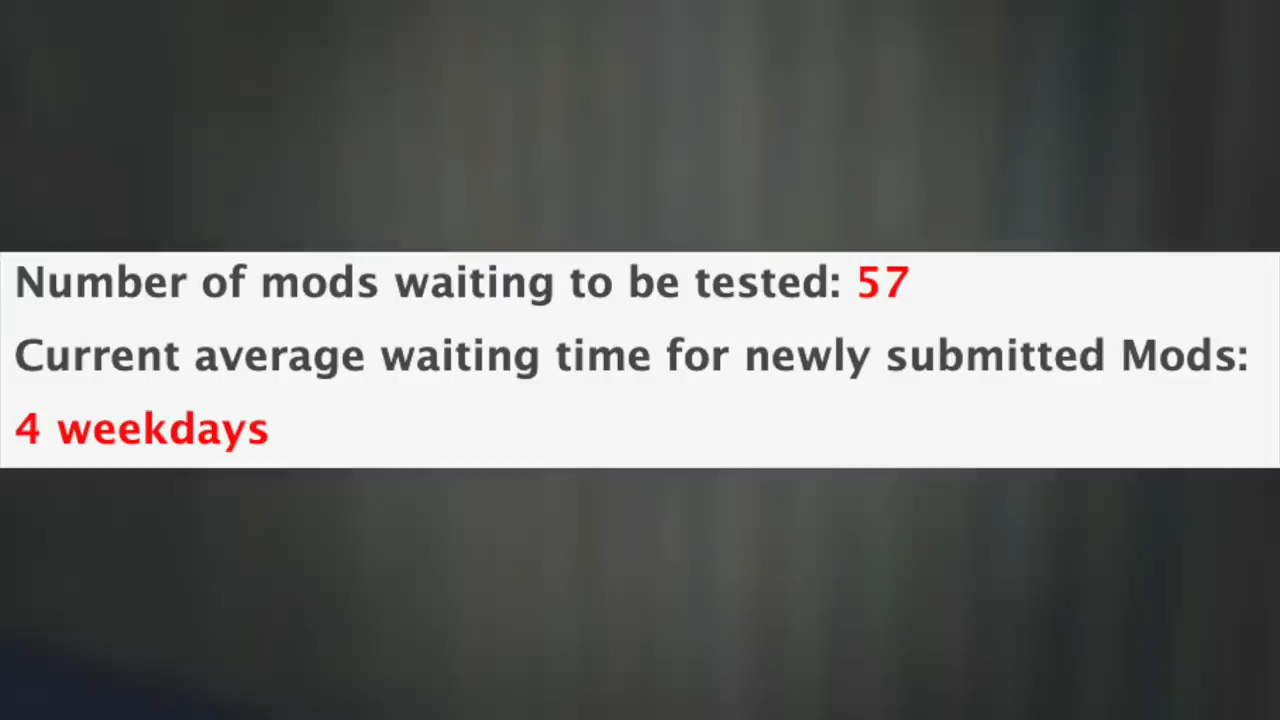 Number of mods waiting to be tested: 57
Current average waiting time for newly submitted Mods:
4 weekdays